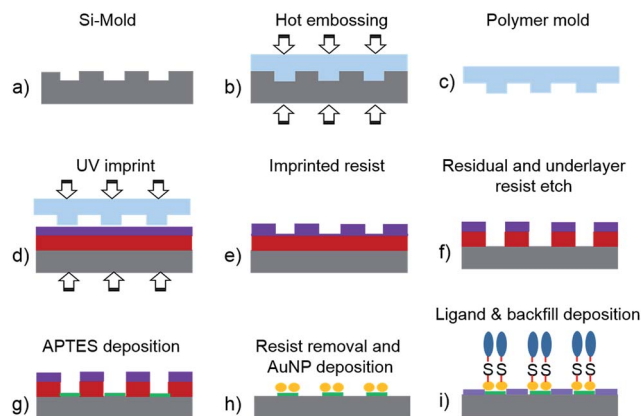 Si-Mold
Hot embossing
Polymer mold
a)
b)
c)
UV imprint
Imprinted resist
Residual and underlayer
resist etch
d)
e)
f)
APTES deposition
Resist removal and
AuNP deposition
Ligand & backfill deposition
S S S S S S
g)
h)
i)